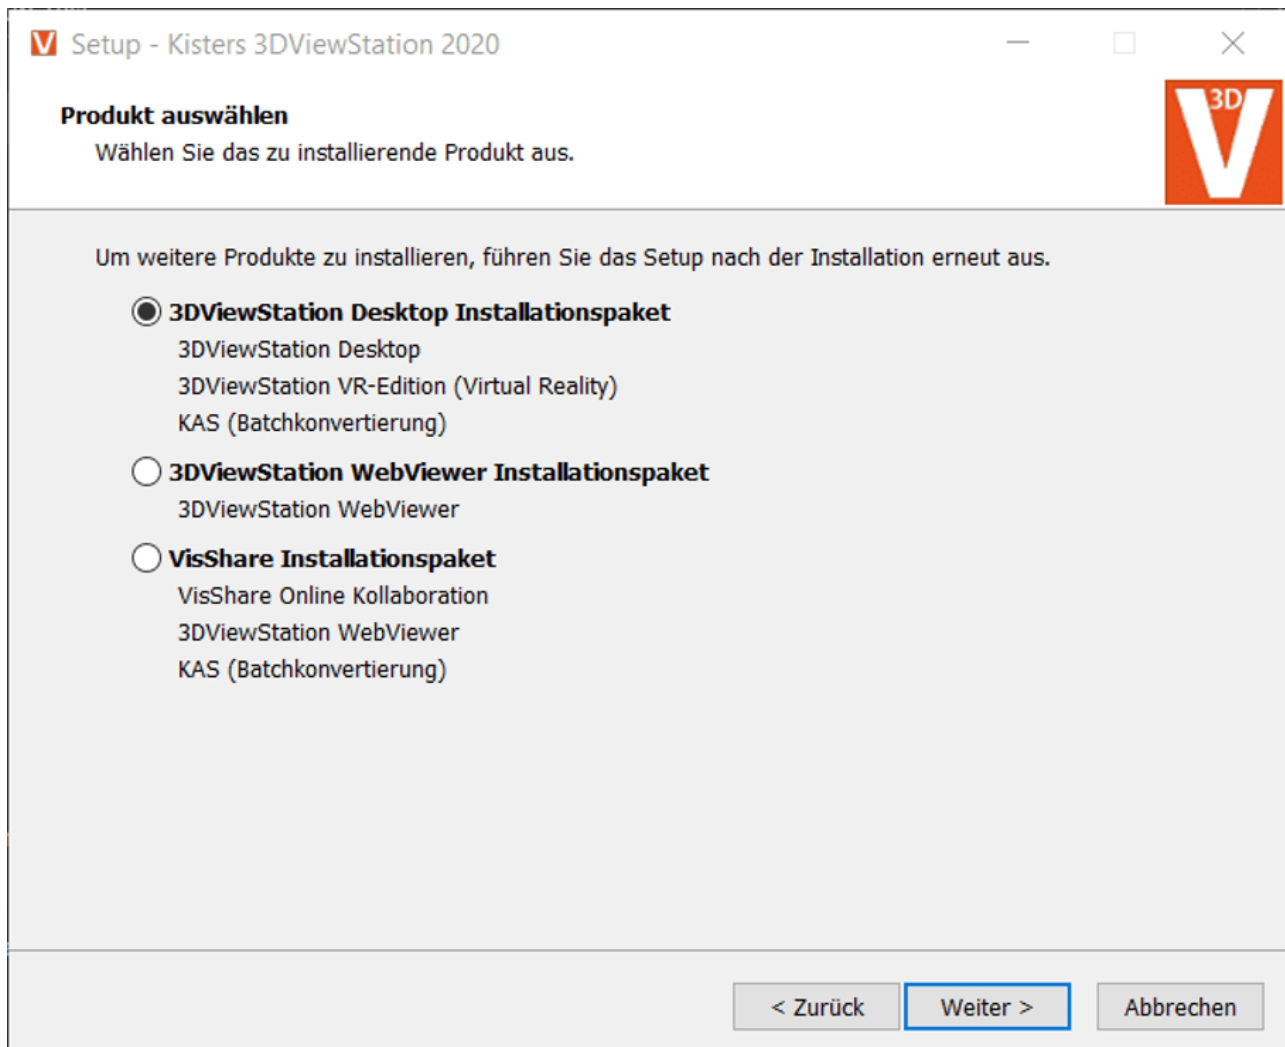 Setup - Kisters 3DViewStation 2020
3D
V
Produkt auswählen
Wählen Sie das zu installierende Produkt aus.
Um weitere Produkte zu installieren, führen Sie das Setup nach der Installation erneut aus.
3DViewStation Desktop Installationspaket
3DViewStation Desktop
3DViewStation VR-Edition (Virtual Reality)
KAS (Batchkonvertierung)
3DViewStation WebViewer Installationspaket
3DViewStation WebViewer
VisShare Installationspaket
VisShare Online Kollaboration
3DViewStation WebViewer
KAS (Batchkonvertierung)
< Zurück Weiter > Abbrechen